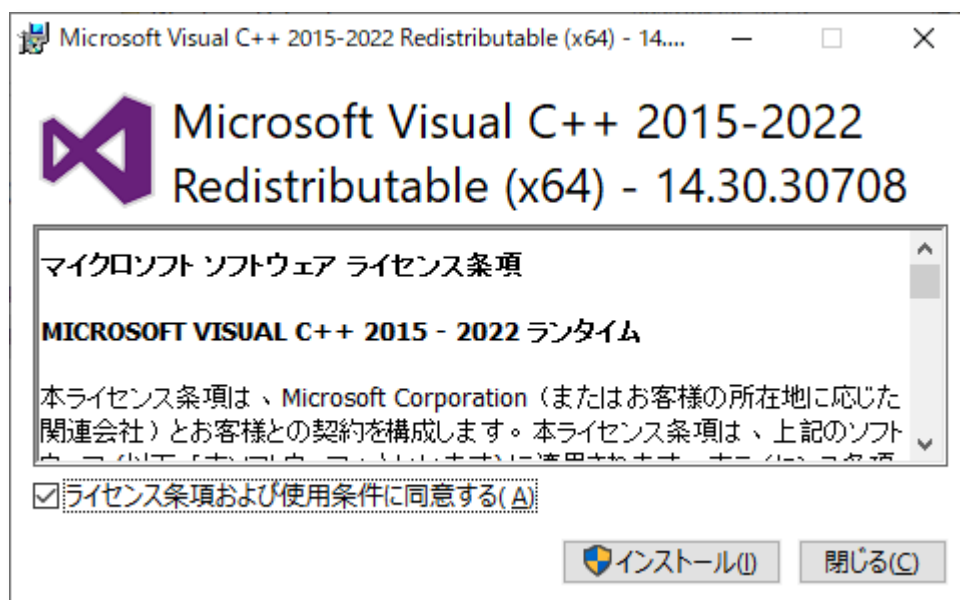 Microsoft Visual C++ 2015-2022 Redistributable (x64) - 14....
Microsoft Visual C++ 2015-2022
Redistributable (x64) - 14.30.30708
マイクロソフト ソフトウェア ライセンス条項
MICROSOFT VISUAL C++ 2015 - 2022 ランタイム
本ライセンス条項は、Microsoft Corporation（またはお客様の所在地に応じた
関連会社）とお客様との契約を構成します。本ライセンス条項は、上記のソフト
ライセンス条項および使用条件に同意する(A)
インストール(I)
閉じる(C)